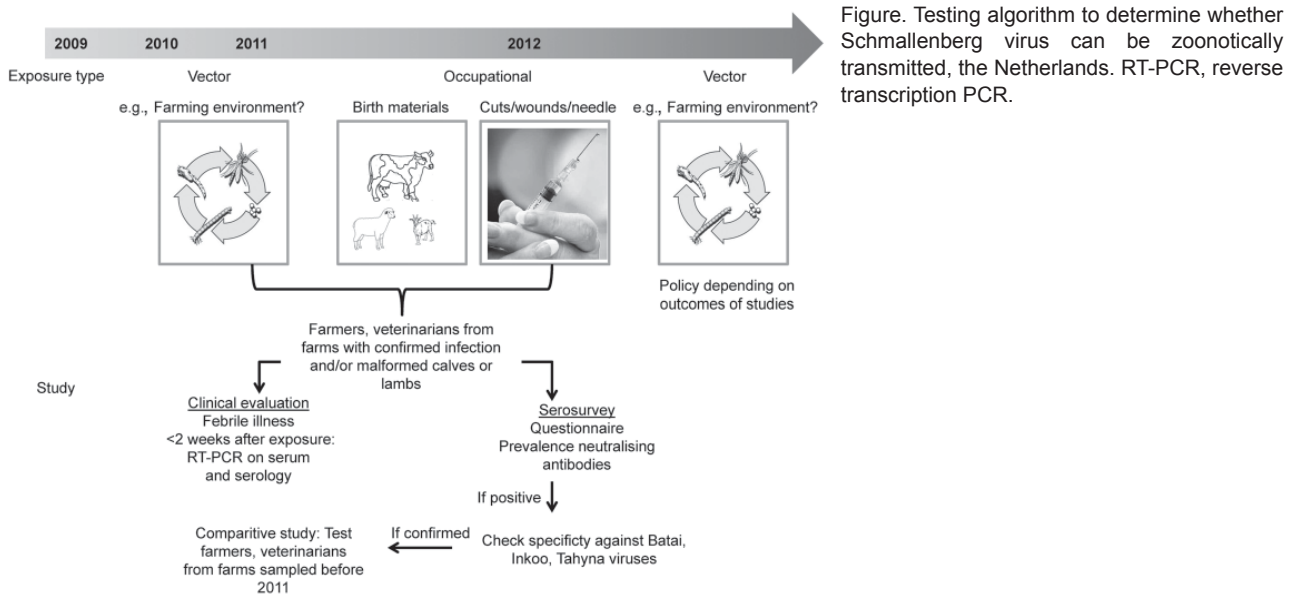 2009 2010 2011 2012
Exposure type Vector Occupational Vector
e.g., Farming environment? Birth materials Cuts/wounds/needle e.g., Farming environment?
Policy depending on
outcomes of studies
Farmers, veterinarians from
farms with confirmed infection
and/or malformed calves or
lambs
Study
Clinical evaluation
Febrile illness
<2 weeks after exposure:
RT-PCR on serum
and serology
Serosurvey
Questionnaire
Prevalence neutralising
antibodies
If positive
Check specificty against Batai,
Inkoo, Tahyna viruses
If confirmed
Comparitive study: Test
farmers, veterinarians
from farms sampled before
2011
Figure. Testing algorithm to determine whether
Schmallenberg virus can be zoonotically
transmitted, the Netherlands. RT-PCR, reverse
transcription PCR.